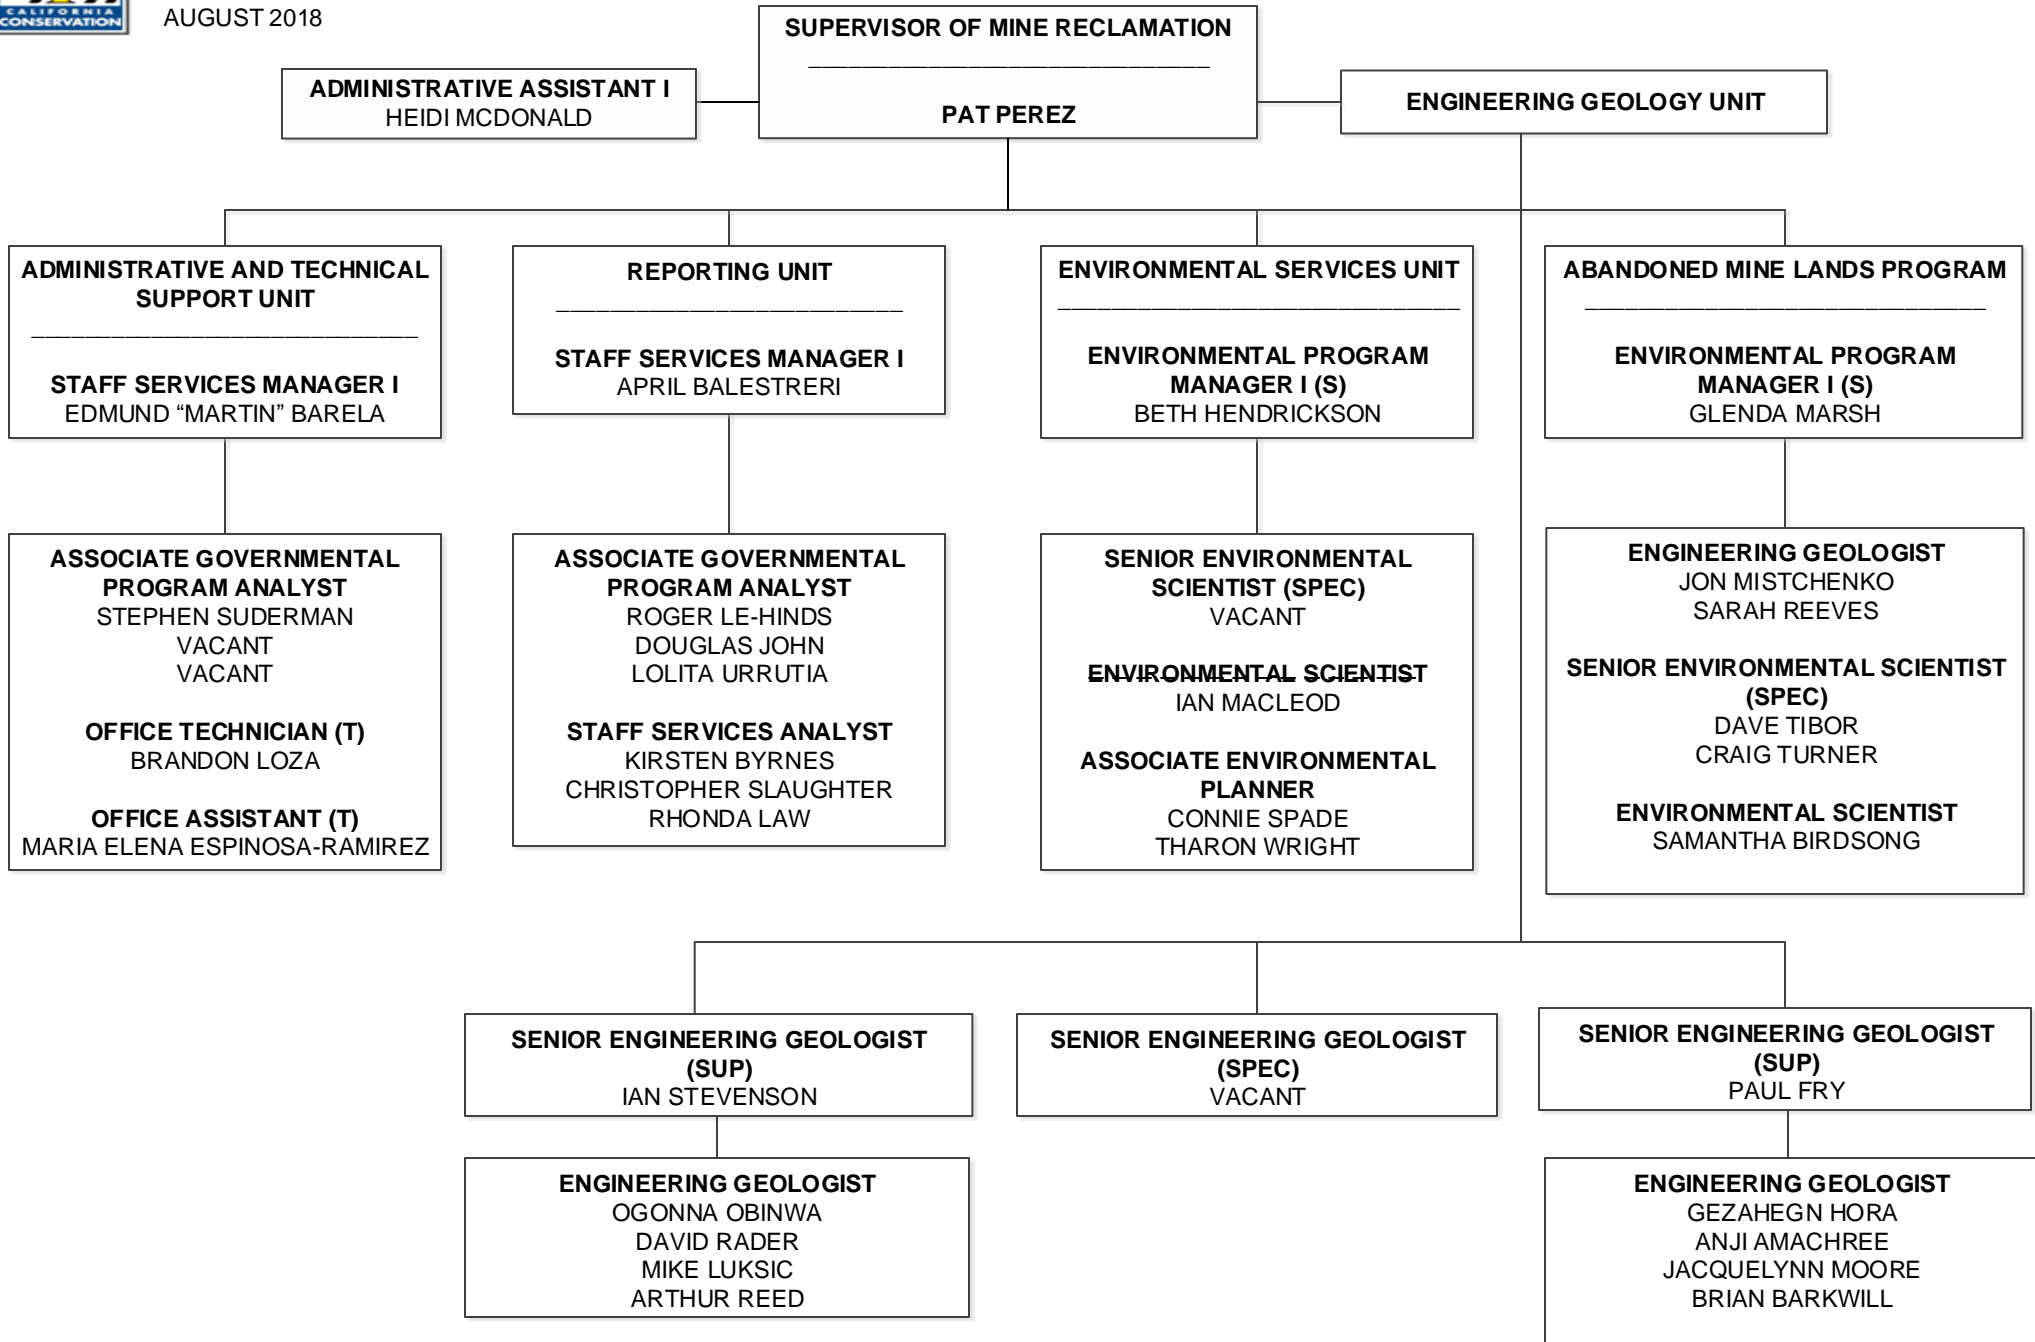 CALIFORNIA
CONSERVATION
AUGUST 2018
SUPERVISOR OF MINE RECLAMATION
PAT PEREZ
ADMINISTRATIVE ASSISTANT I
HEIDI MCDONALD
ENGINEERING GEOLOGY UNIT
ADMINISTRATIVE AND TECHNICAL
SUPPORT UNIT
STAFF SERVICES MANAGER I
EDMUND “MARTIN” BARELA
REPORTING UNIT
STAFF SERVICES MANAGER I
APRIL BALESTRERI
ENVIRONMENTAL SERVICES UNIT
ENVIRONMENTAL PROGRAM
MANAGER I (S)
BETH HENDRICKSON
ABANDONED MINE LANDS PROGRAM
ENVIRONMENTAL PROGRAM
MANAGER I (S)
GLENDA MARSH
ASSOCIATE GOVERNMENTAL
PROGRAM ANALYST
STEPHEN SUDERMAN
VACANT
VACANT
OFFICE TECHNICIAN (T)
BRANDON LOZA
OFFICE ASSISTANT (T)
MARIA ELENA ESPINOSA-RAMIREZ
ASSOCIATE GOVERNMENTAL
PROGRAM ANALYST
ROGER LE-HINDS
DOUGLAS JOHN
LOLITA URRUTIA
STAFF SERVICES ANALYST
KIRSTEN BYRNES
CHRISTOPHER SLAUGHTER
RHONDA LAW
SENIOR ENVIRONMENTAL
SCIENTIST (SPEC)
VACANT
ENVIRONMENTAL SCIENTIST
IAN MACLEOD
ASSOCIATE ENVIRONMENTAL
PLANNER
CONNIE SPADE
THARON WRIGHT
ENGINEERING GEOLOGIST
JON MISTCHENKO
SARAH REEVES
SENIOR ENVIRONMENTAL SCIENTIST
(SPEC)
DAVE TIBOR
CRAIG TURNER
ENVIRONMENTAL SCIENTIST
SAMANTHA BIRDSONG
SENIOR ENGINEERING GEOLOGIST
(SUP)
IAN STEVENSON
SENIOR ENGINEERING GEOLOGIST
(SPEC)
VACANT
SENIOR ENGINEERING GEOLOGIST
(SUP)
PAUL FRY
ENGINEERING GEOLOGIST
OGONNA OBINWA
DAVID RADER
MIKE LUKSIC
ARTHUR REED
ENGINEERING GEOLOGIST
GEZAHEGN HORA
ANJI AMACHREE
JACQUELYNN MOORE
BRIAN BARKWILL